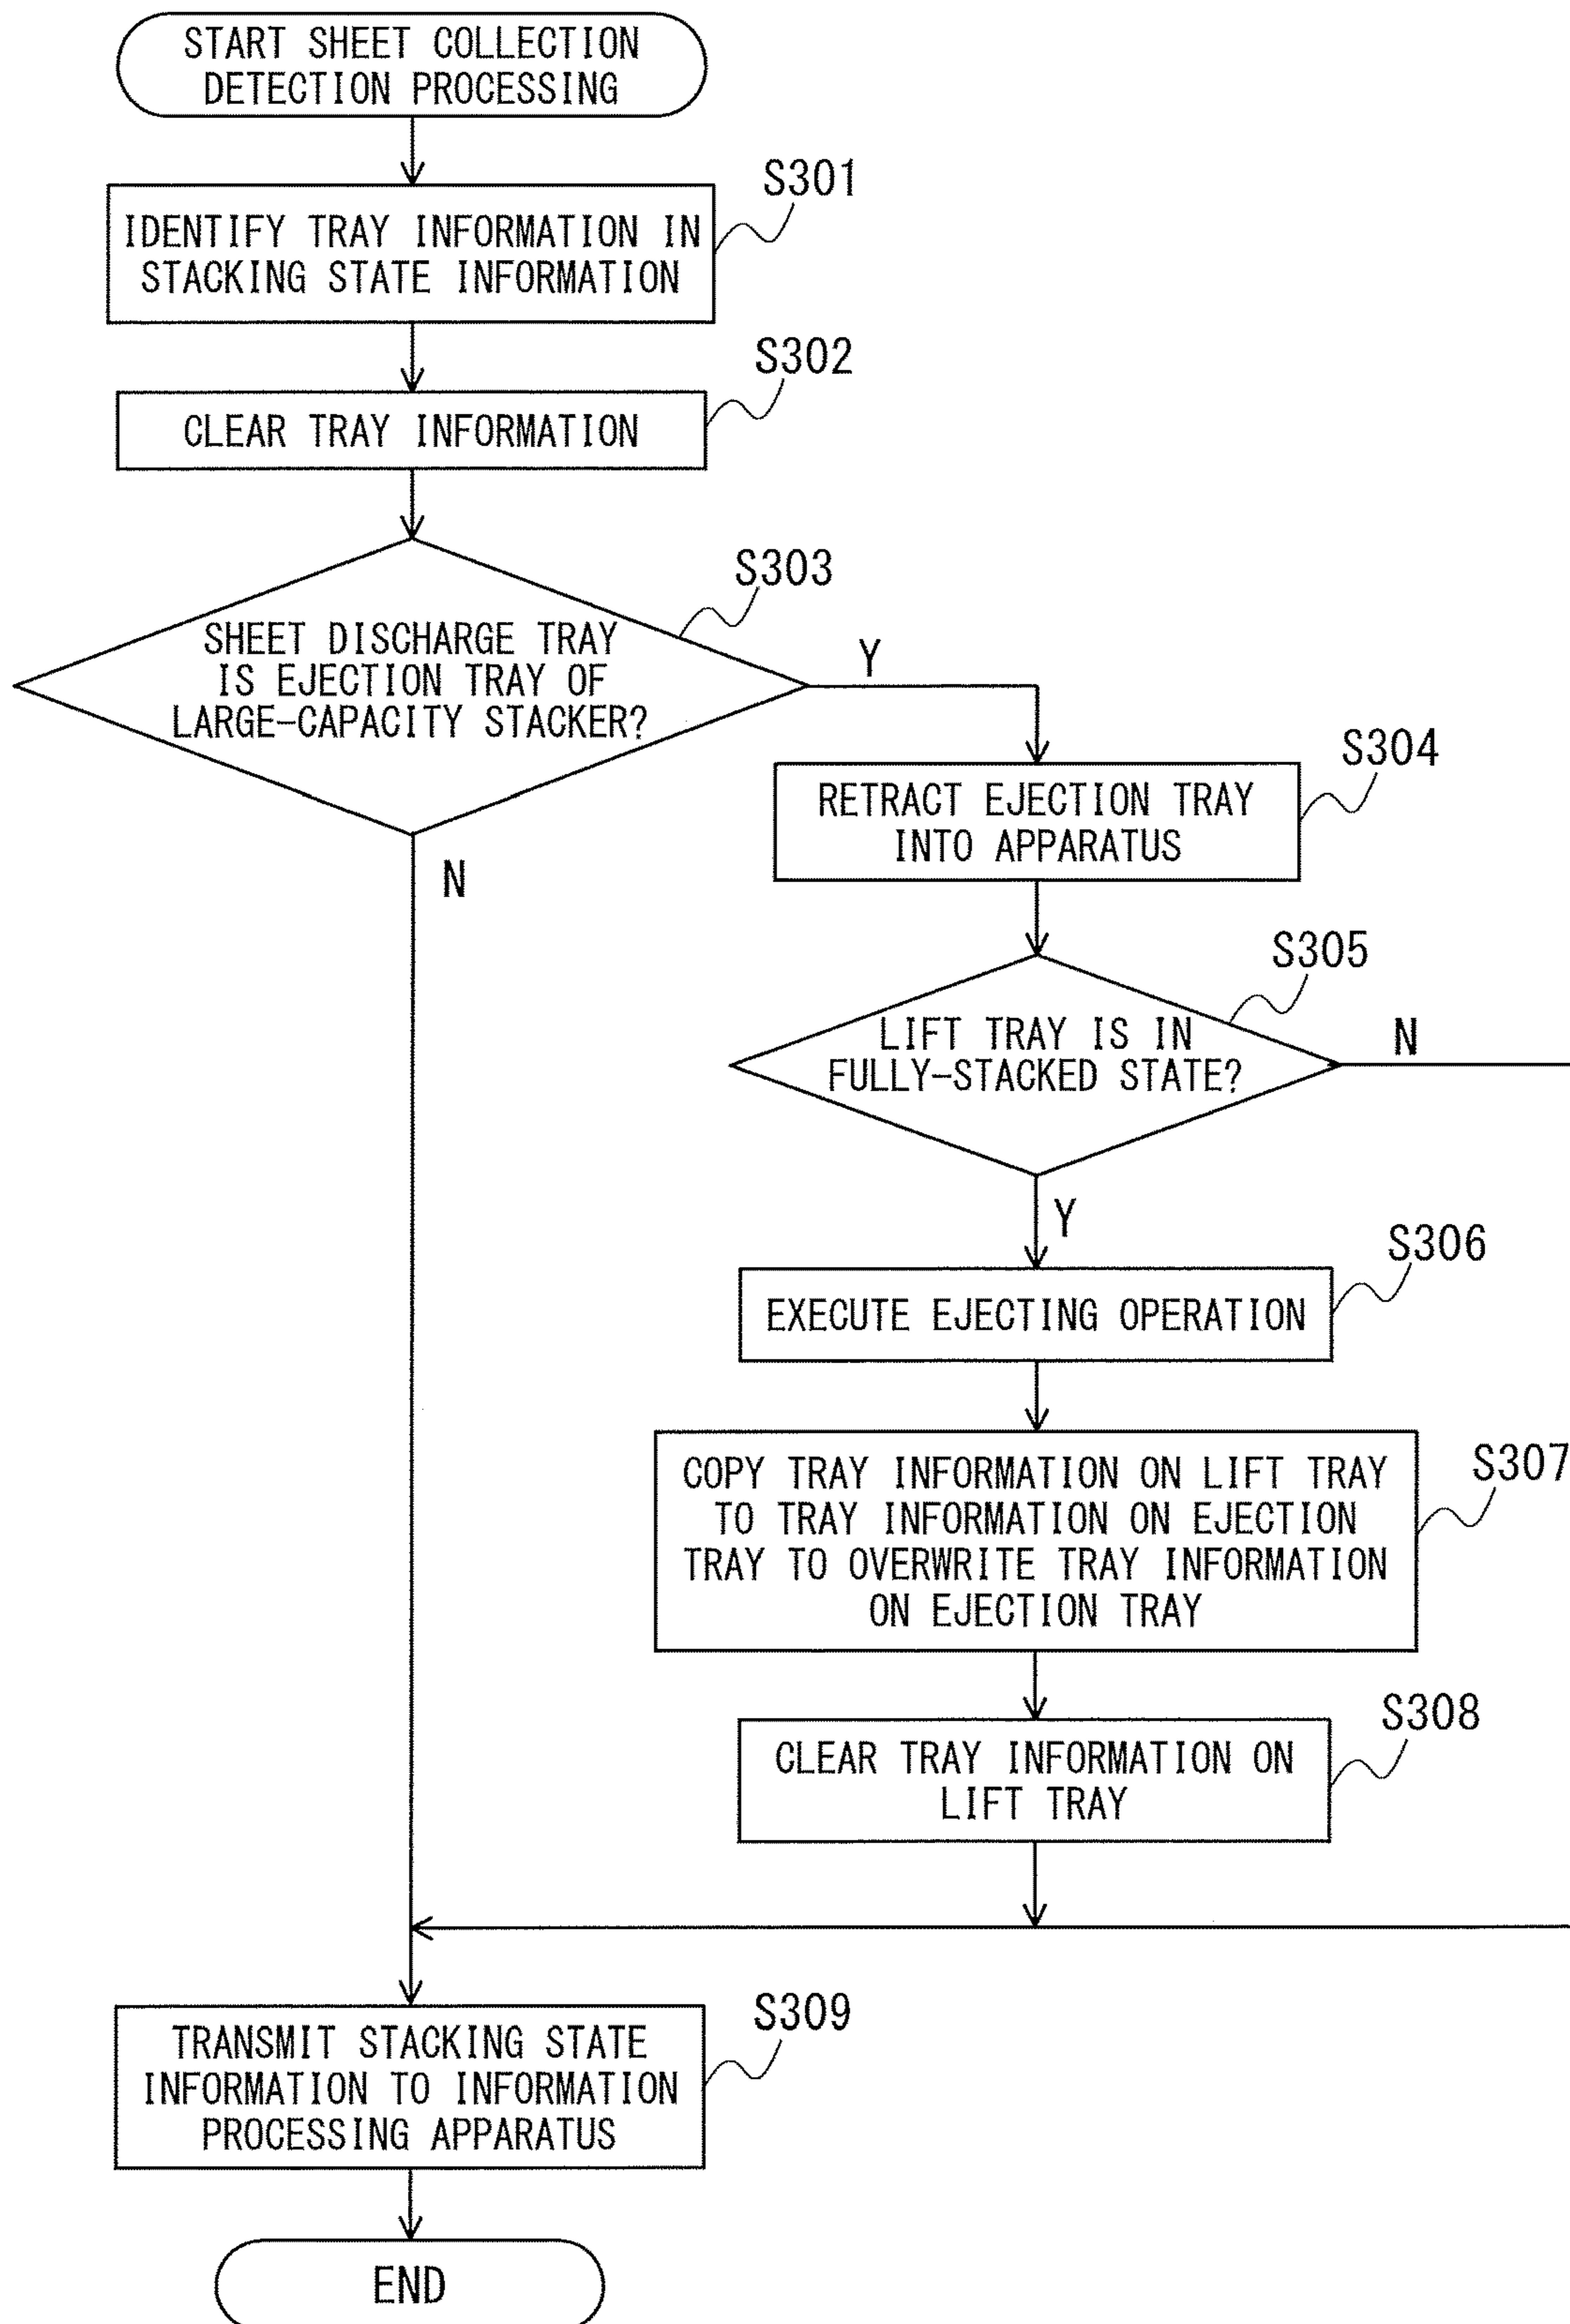 START SHEET COLLECTION
DETECTION PROCESSING
S301
IDENTIFY TRAY INFORMATION IN
STACKING STATE INFORMATION
S302
CLEAR TRAY INFORMATION
S303
SHEET DISCHARGE TRAY
IS EJECTION TRAY OF
LARGE-CAPACITY STACKER?
Y
N
S304
RETRACT EJECTION TRAY
INTO APPARATUS
S305
LIFT TRAY IS IN
FULLY-STACKED STATE?
N
Y
S306
EXECUTE EJECTING OPERATION
S307
COPY TRAY INFORMATION ON LIFT TRAY
TO TRAY INFORMATION ON EJECTION
TRAY TO OVERWRITE TRAY INFORMATION
ON EJECTION TRAY
S308
CLEAR TRAY INFORMATION ON
LIFT TRAY
S309
TRANSMIT STACKING STATE
INFORMATION TO INFORMATION
PROCESSING APPARATUS
END